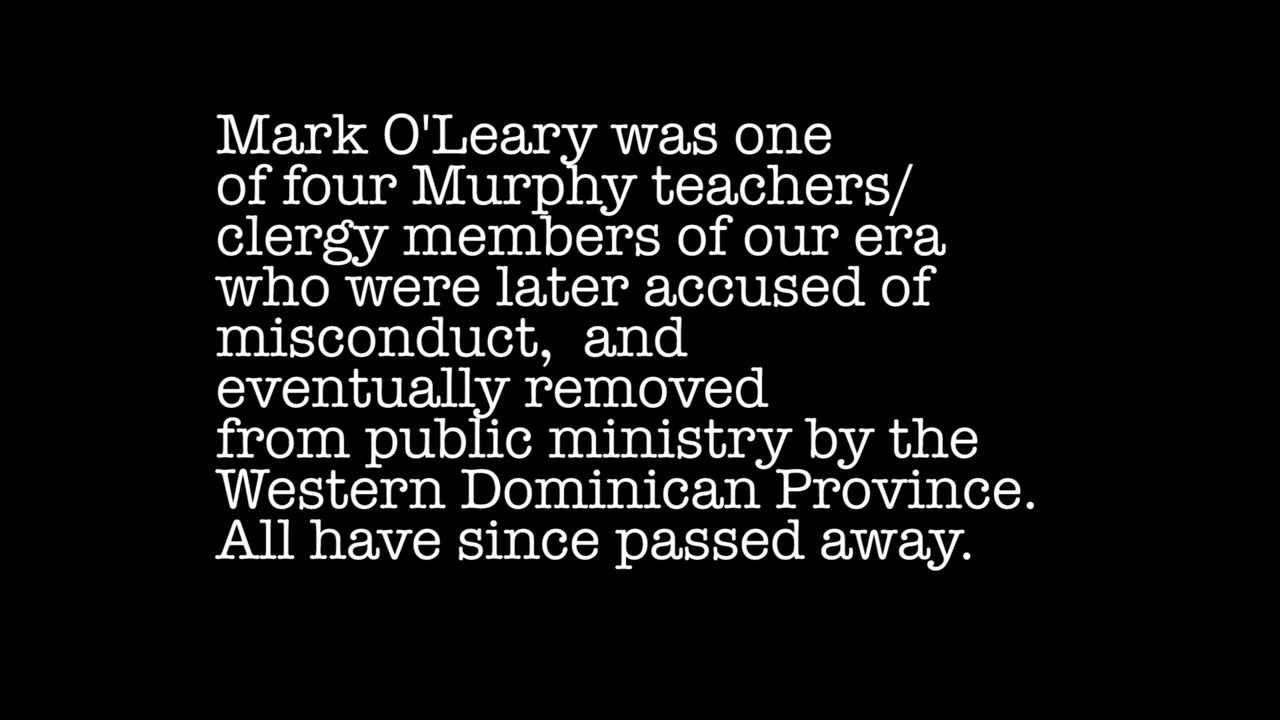 Mark O'Leary was one
of four Murphy teachers/
clergy members of our era
who were later accused of
misconduct,  and
eventually removed
from public ministry by the
Western Dominican Province.
All have since passed away.